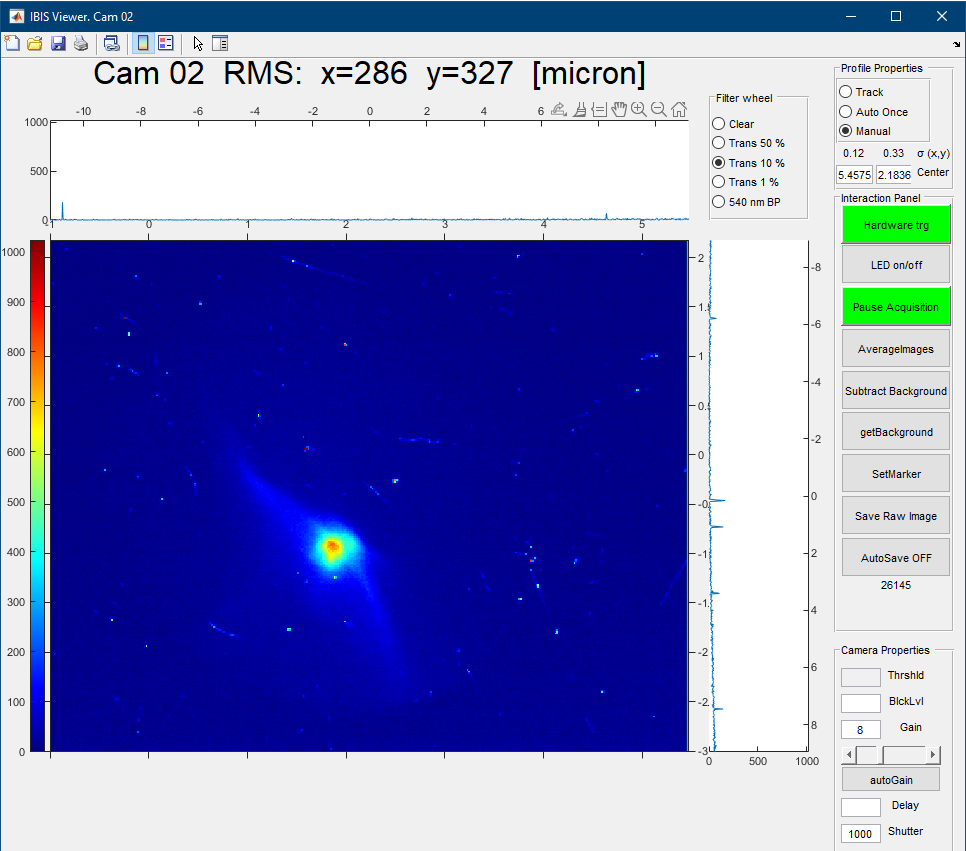 IBIS Viewer. Cam 02
Cam 02 RMS: x=286 y=327 [micron]
-10 -8 -6 -4 -2 0 2 4 6
1000
500
0
-1 0 1 2 3 4 5
1000
900
800
700
600
500
400
300
200
100
0
2
1.
1
0.
0
-0.
-1
-1.
-2
-2.
-3
-8
-6
-4
-2
0
2
4
6
8
0 500 1000
Filter wheel
Clear
Trans 50 %
Trans 10 %
Trans 1 %
540 nm BP
Profile Properties
Track
Auto Once
Manual
0.12 0.33 σ (x,y)
5.4575 2.1836 Center
Interaction Panel
Hardware trg
LED on/off
Pause Acquisition
AverageImages
Subtract Background
getBackground
SetMarker
Save Raw Image
AutoSave OFF
26145
Camera Properties
Thrshld
BlckLvl
8 Gain
autoGain
Delay
1000 Shutter